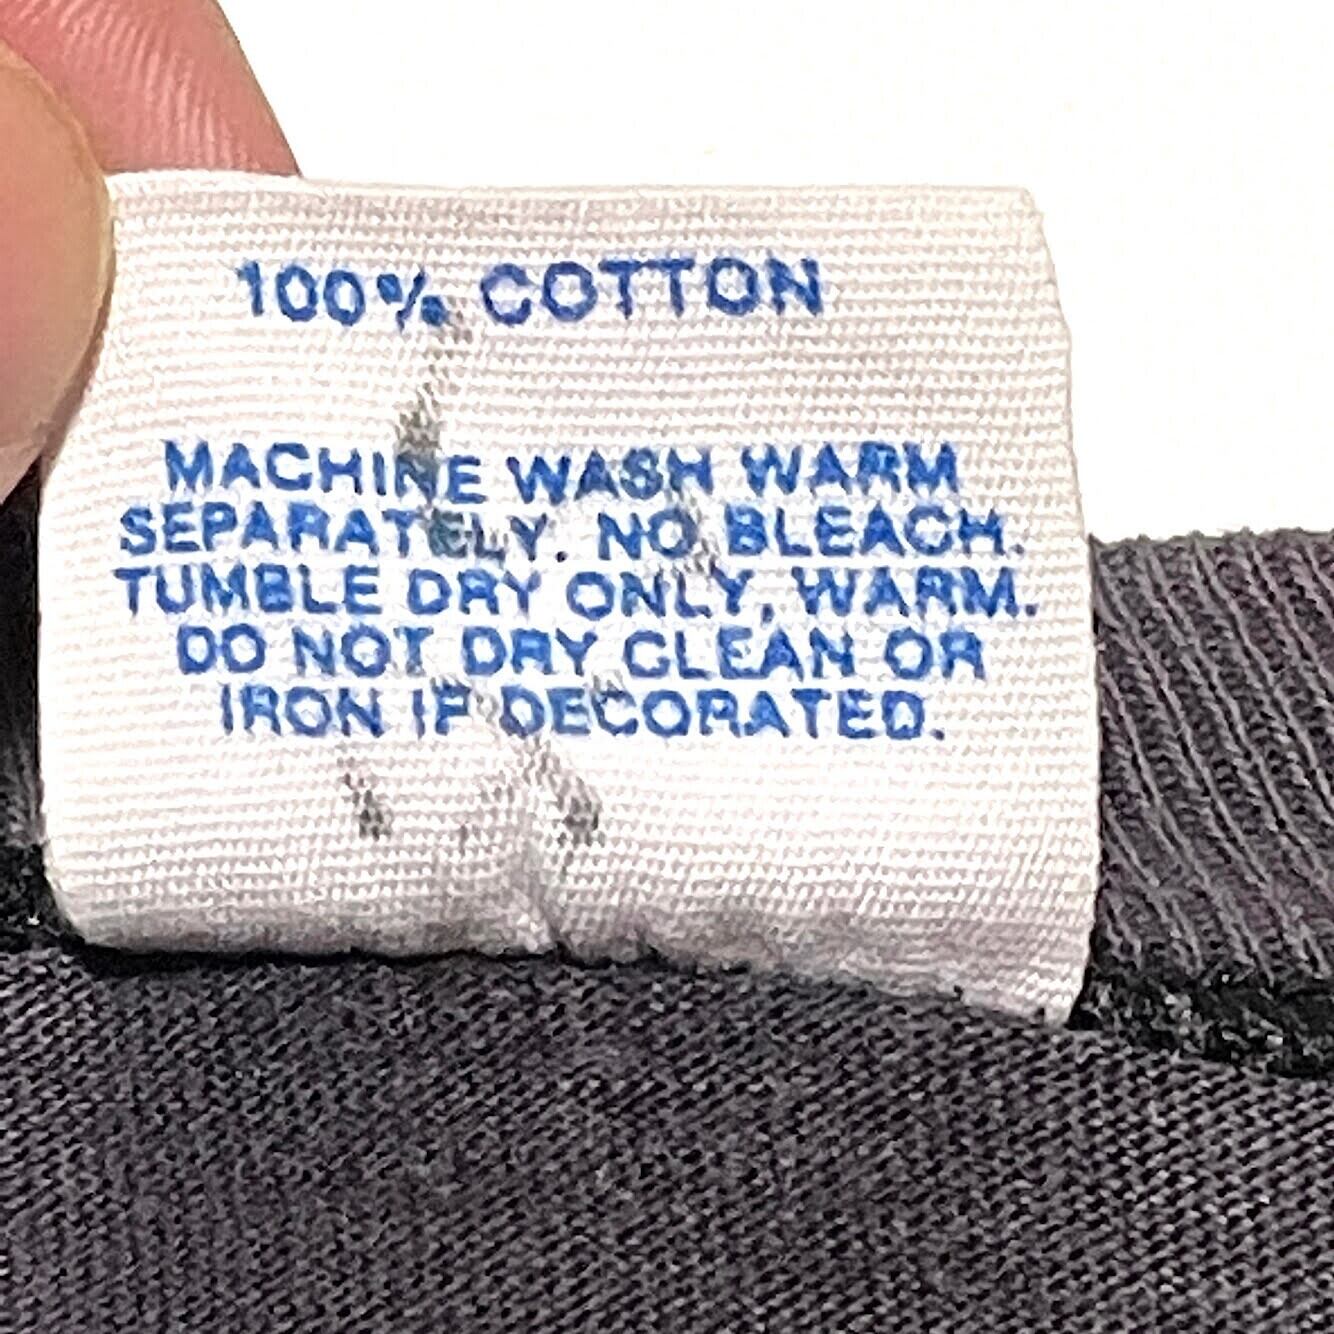 100% COTTON
MACHINE WASH WARM
SEPARATELY. NO BLEACH.
TUMBLE DRY ONLY, WARM.
DO NOT DRY CLEAN OR
IRON IF DECORATED.